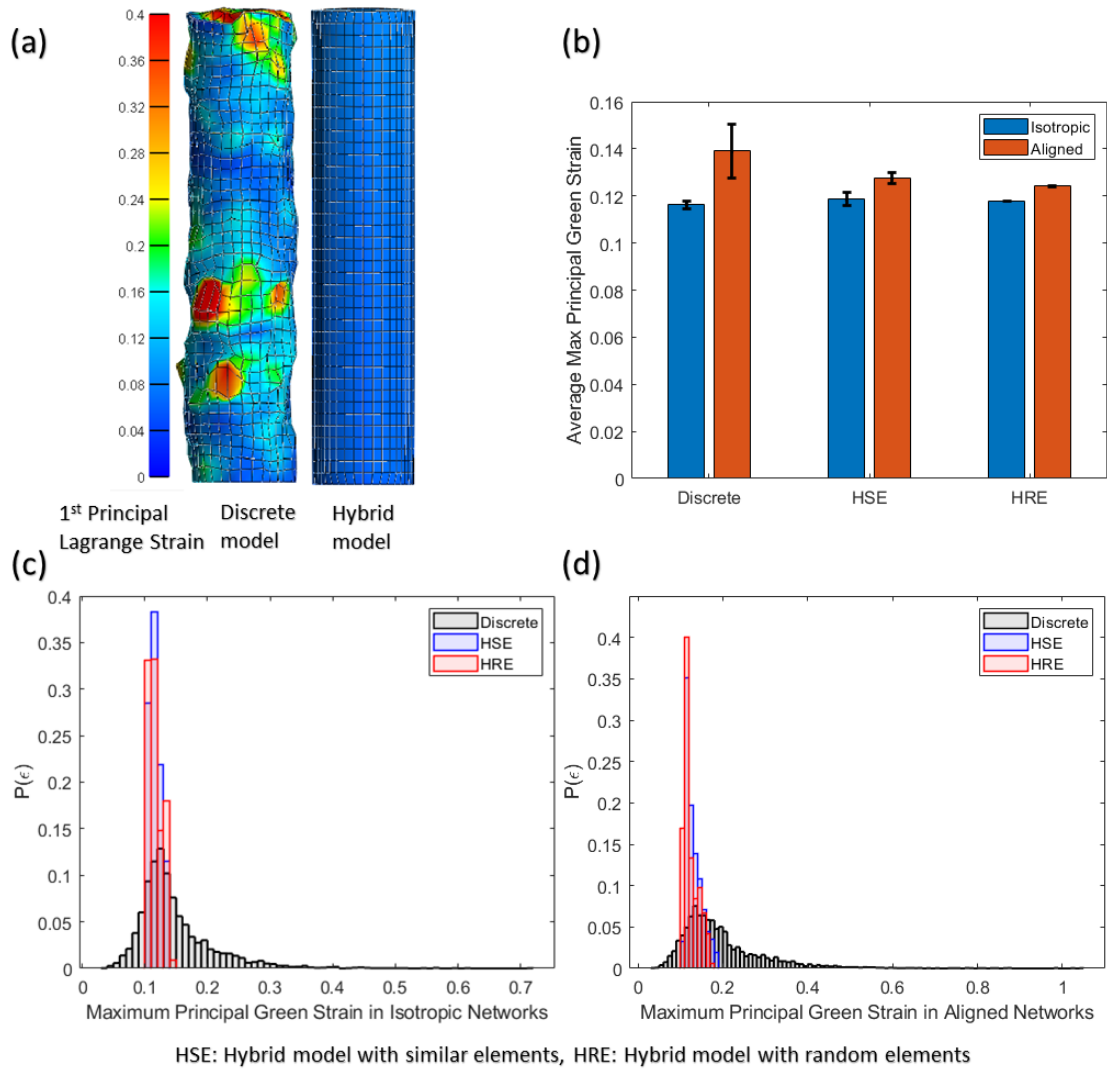 (a)
0.4
0.36
0.32
0.28
0.24
0.2
0.16
0.12
0.08
0.04
0
1st Principal
Lagrange Strain
Discrete
model
Hybrid
model
(b)
Average Max Principal Green Strain
0.16
0.14
0.12
0.1
0.08
0.06
0.04
0.02
0
Isotropic
Aligned
Discrete
HSE
HRE
(c)
P(ϵ)
0.4
0.35
0.3
0.25
0.2
0.15
0.1
0.05
0
Discrete
HSE
HRE
0 0.1 0.2 0.3 0.4 0.5 0.6 0.7
Maximum Principal Green Strain in Isotropic Networks
(d)
P(ϵ)
0.4
0.35
0.3
0.25
0.2
0.15
0.1
0.05
0
Discrete
HSE
HRE
0 0.2 0.4 0.6 0.8 1
Maximum Principal Green Strain in Aligned Networks
HSE: Hybrid model with similar elements, HRE: Hybrid model with random elements